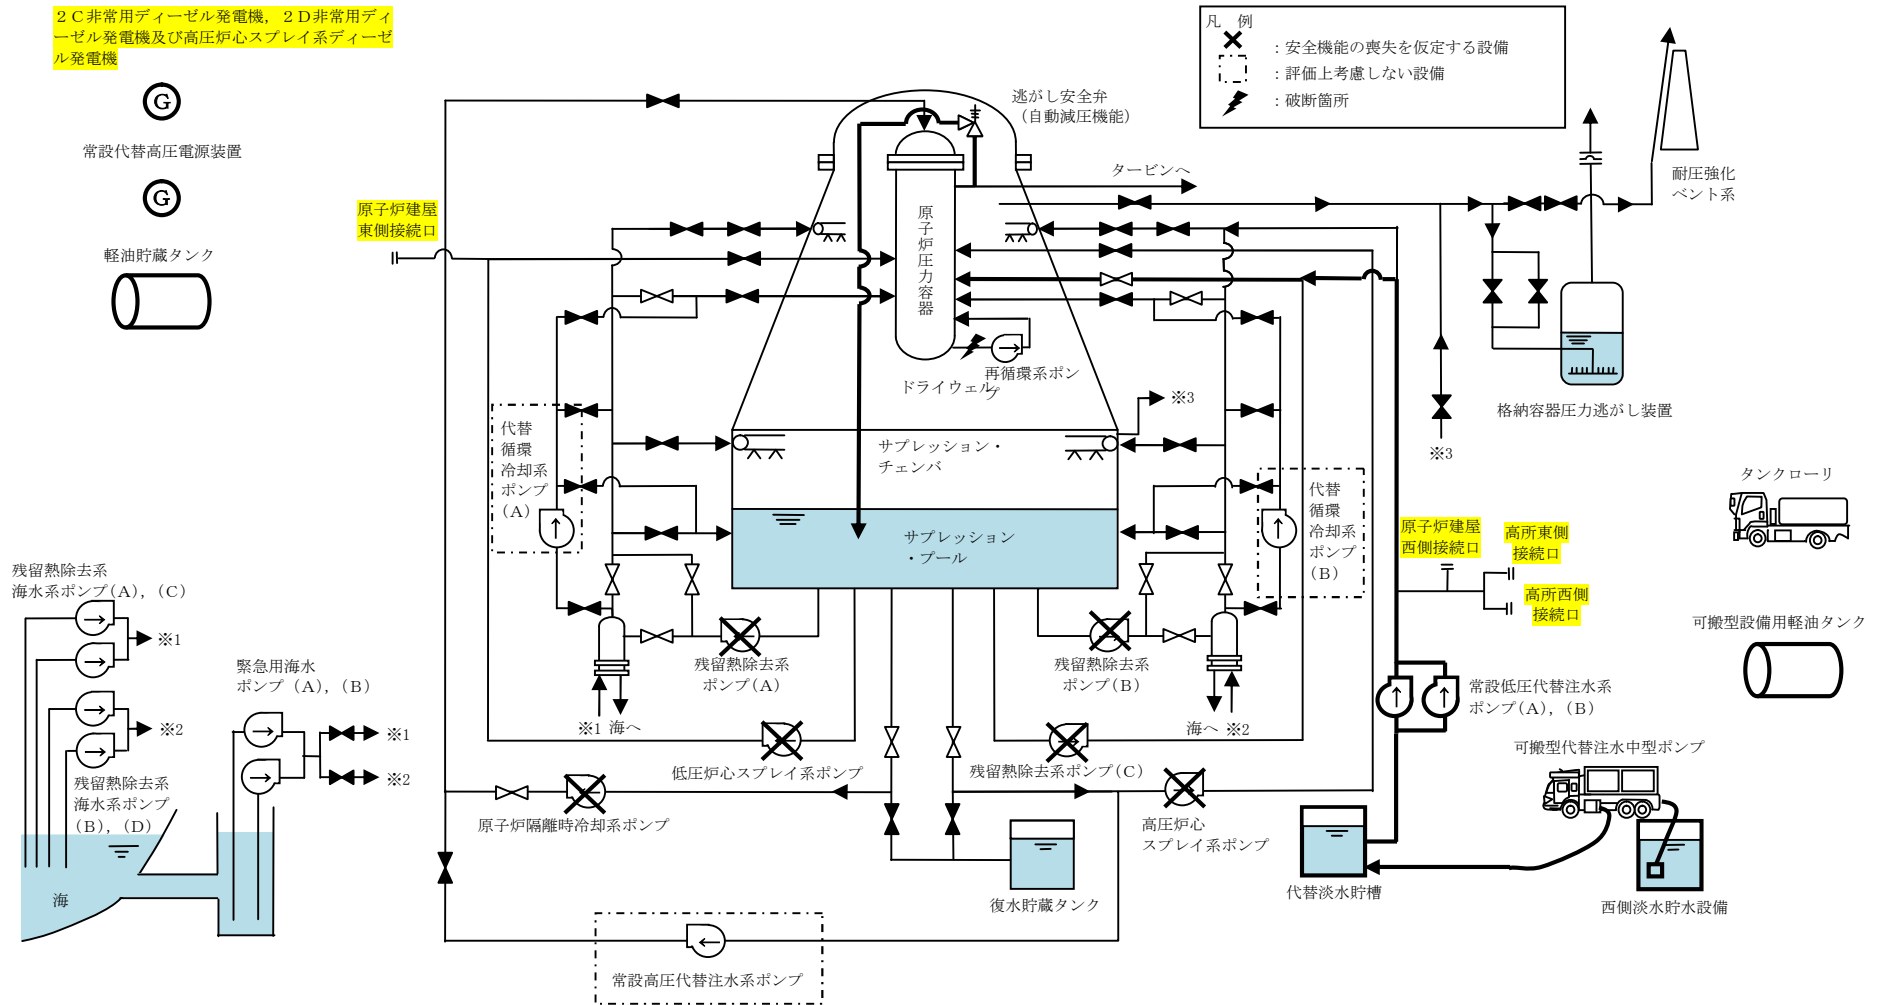 ２Ｃ非常用ディーゼル発電機，２Ｄ非常用ディ
ーゼル発電機及び高圧炉心スプレイ系ディーゼ
ル発電機
G
常設代替高圧電源装置
G
軽油貯蔵タンク
原子炉建屋
東側接続口
凡　例
：安全機能の喪失を仮定する設備
：評価上考慮しない設備
：破断箇所
逃がし安全弁
（自動減圧機能）
タービンへ
耐圧強化
ベント系
原子炉圧力容器
再循環系ポン
プ
ドライウェル
格納容器圧力逃がし装置
※3
※3
代替
循環
冷却系
ポンプ
（A）
サプレッション・
チェンバ
サプレッション
・プール
代替
循環
冷却系
ポンプ
（B）
タンクローリ
原子炉建屋
西側接続口
高所東側
接続口
高所西側
接続口
可搬型設備用軽油タンク
残留熱除去系
海水系ポンプ(A)，（C）
※1
※2
残留熱除去系
海水系ポンプ
（B），（D）
海
緊急用海水
ポンプ（A），（B）
※1
※2
残留熱除去系
ポンプ(A)
※1 海へ
残留熱除去系
ポンプ(B)
海へ ※2
低圧炉心スプレイ系ポンプ
残留熱除去系ポンプ(C)
原子炉隔離時冷却系ポンプ
高圧炉心
スプレイ系ポンプ
復水貯蔵タンク
常設高圧代替注水系ポンプ
常設低圧代替注水系
ポンプ(A)，（B）
可搬型代替注水中型ポンプ
代替淡水貯槽
西側淡水貯水設備